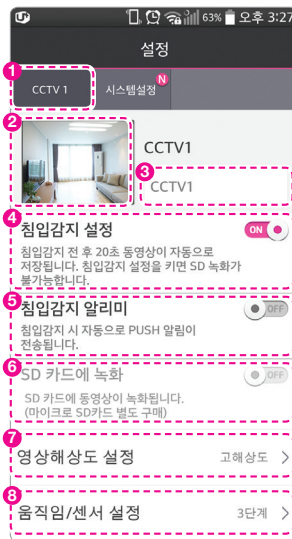 63% 오후 3:27
설정
1
CCTV 1 시스템설정 N
2
CCTV1
3
CCTV1
4
침입감지 설정 ON
침입감지 전 후 20초 동영상이 자동으로
저장됩니다. 침입감지 설정을 키면 SD 녹화가
불가능합니다.
5
침입감지 알리미 OFF
침입감지 시 자동으로 PUSH 알림이
전송됩니다.
6
SD 카드에 녹화 OFF
SD 카드에 동영상이 녹화됩니다.
(마이크로 SD카드 별도 구매)
7
영상해상도 설정 고해상도 >
8
움직임/센서 설정 3단계 >